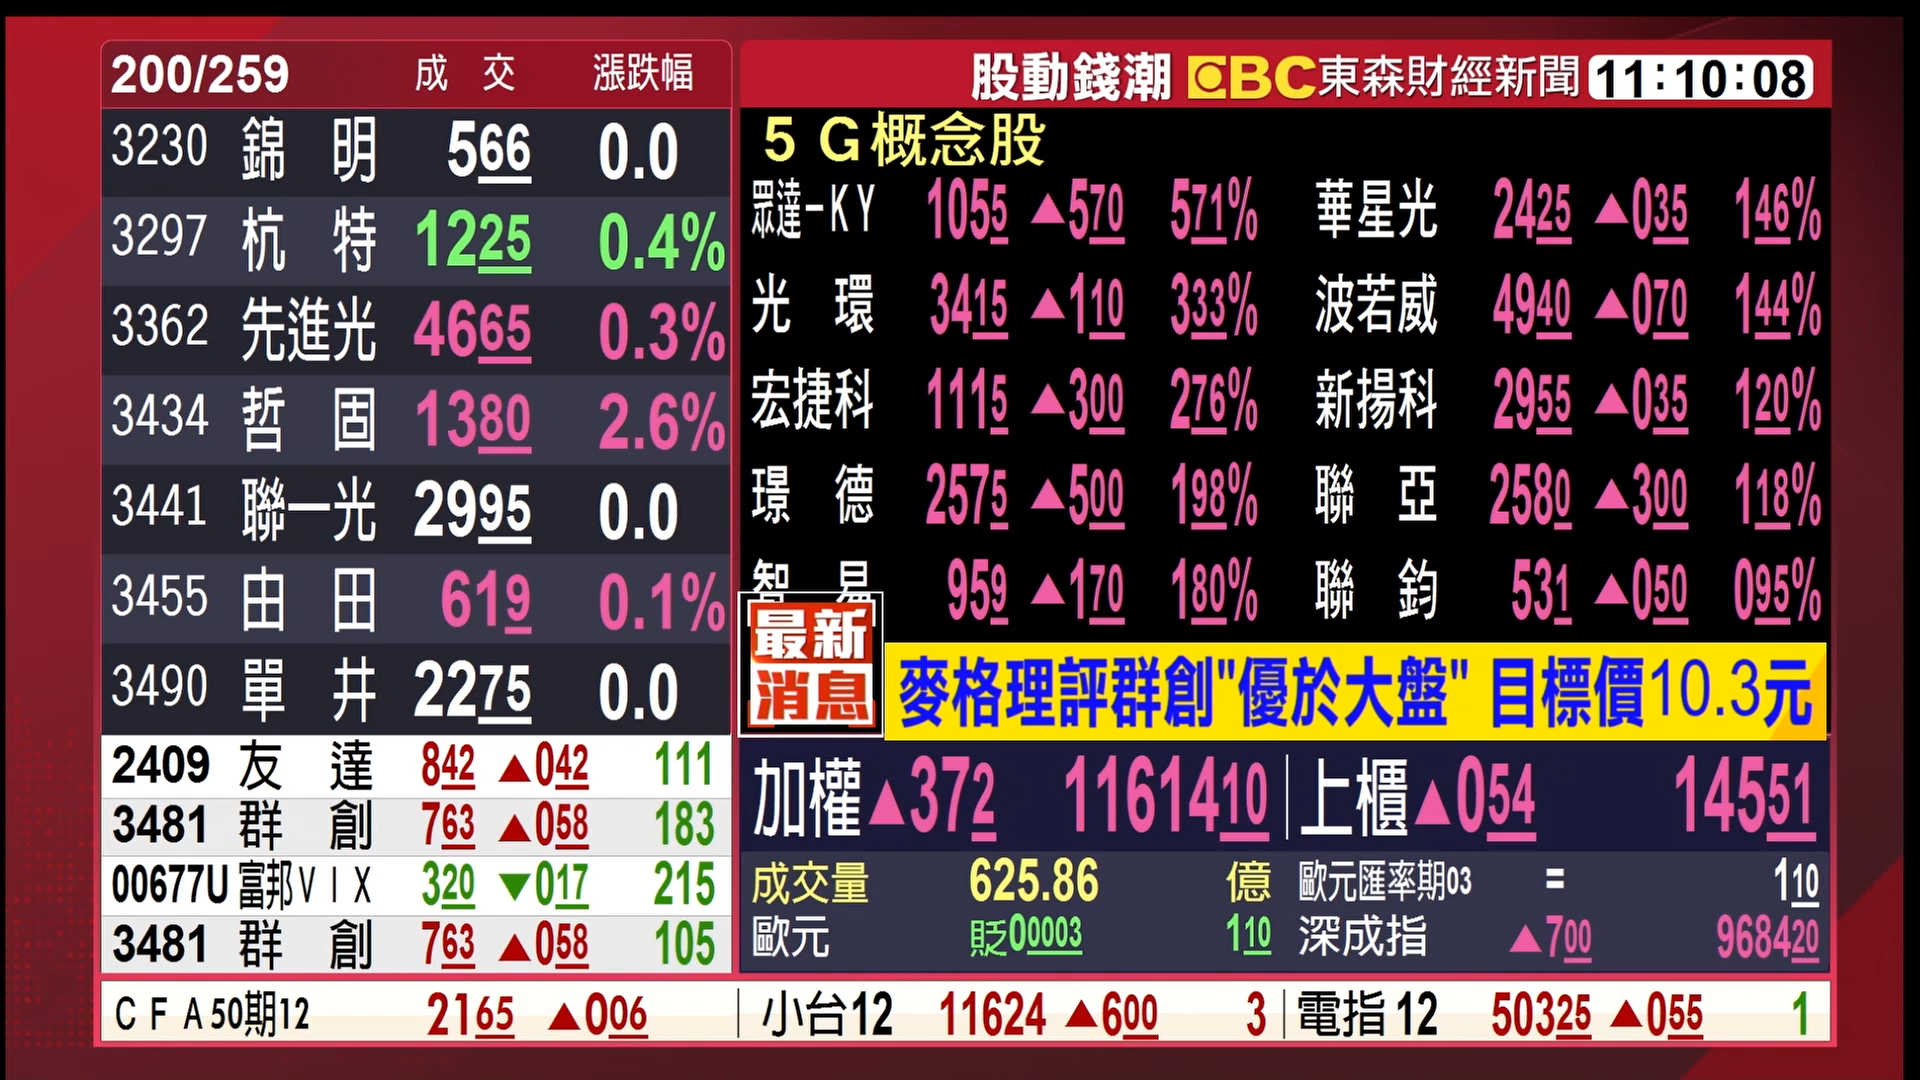 200/259 成 交 漲跌幅
3230 錦 明 566 0.0
3297 杭 特 1225 0.4%
3362 先進光 4665 0.3%
3434 哲 固 1380 2.6%
3441 聯一光 2995 0.0
3455 由 田 619 0.1%
3490 單 井 2275 0.0
2409 友 達 842 ▲042 111
3481 群 創 763 ▲058 183
00677U 富邦VIX 320 ▼017 215
3481 群 創 763 ▲058 105
股動錢潮 EBC東森財經新聞 11:10:08
5G概念股
眾達-KY 1055 ▲570 571% 華星光 2425 ▲035 146%
光 環 3415 ▲110 333% 波若威 4940 ▲070 144%
宏捷科 1115 ▲300 276% 新揚科 2955 ▲035 120%
璟 德 2575 ▲500 198% 聯 亞 2580 ▲300 118%
智 易 959 ▲170 180% 聯 鈞 531 ▲050 095%
最新
消息
麥格理評群創"優於大盤" 目標價10.3元
加權▲372 1161410 上櫃▲054 14551
成交量 625.86 億 歐元匯率期03 = 110
歐元 貶00003 110 深成指 ▲700 968420
CFA50期12 2165 ▲006 小台12 11624 ▲600 3 電指12 50325 ▲055 1